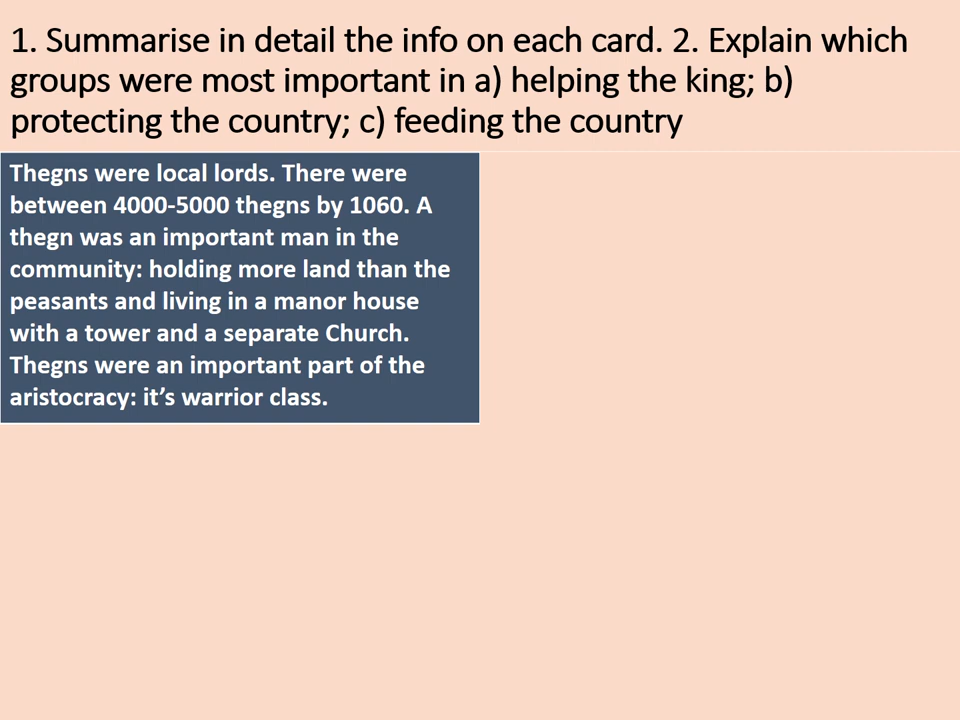 1. Summarise in detail the info on each card. 2. Explain which
groups were most important in a) helping the king; b)
protecting the country; c) feeding the country
Thegns were local lords. There were
between 4000-5000 thegns by 1060. A
thegn was an important man in the
community: holding more land than the
peasants and living in a manor house
with a tower and a separate Church.
Thegns were an important part of the
aristocracy: it’s warrior class.